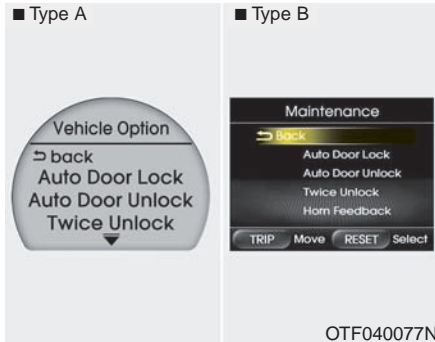 ■ Type A
■ Type B
Vehicle Option
⮌ back
Auto Door Lock
Auto Door Unlock
Twice Unlock
▼
Maintenance
⮌ Back
Auto Door Lock
Auto Door Unlock
Twice Unlock
Horn Feedback
TRIP Move RESET Select
OTF040077N